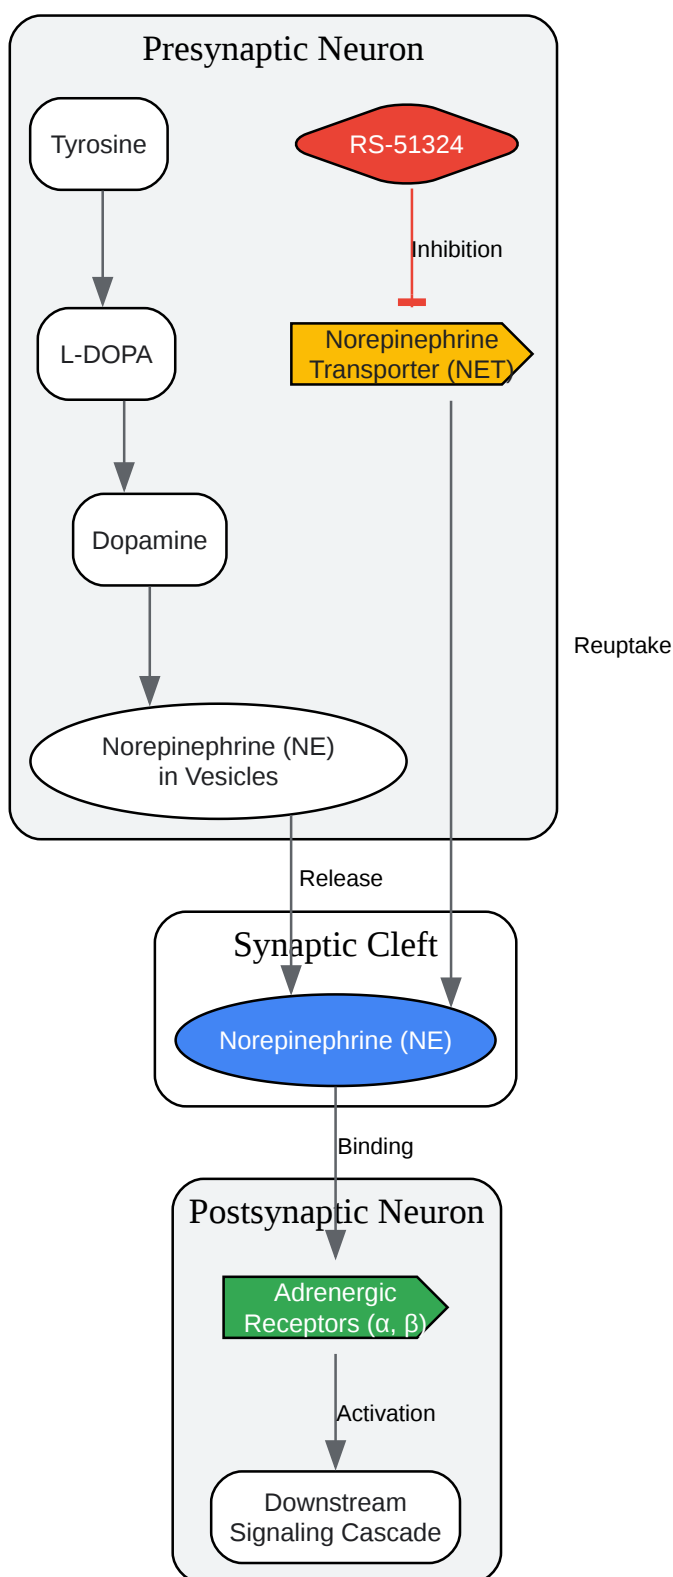 Presynaptic Neuron
Tyrosine
RS-51324
Inhibition
L-DOPA
Norepinephrine
Transporter (NET)
Dopamine
Reuptake
Norepinephrine (NE)
in Vesicles
Release
Synaptic Cleft
Norepinephrine (NE)
Binding
Postsynaptic Neuron
Adrenergic
Receptors (α, β)
Activation
Downstream
Signaling Cascade